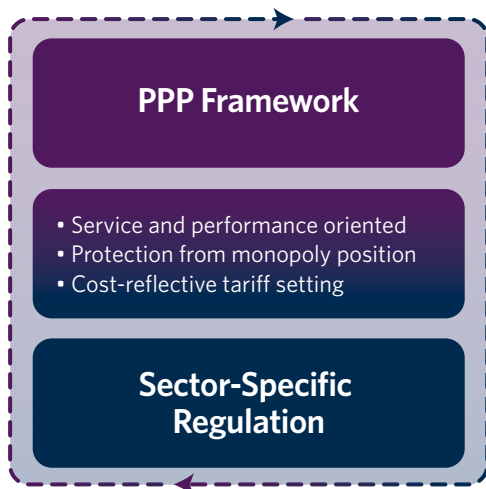 PPP Framework
• Service and performance oriented
• Protection from monopoly position
• Cost-reflective tariff setting
Sector-Specific
Regulation